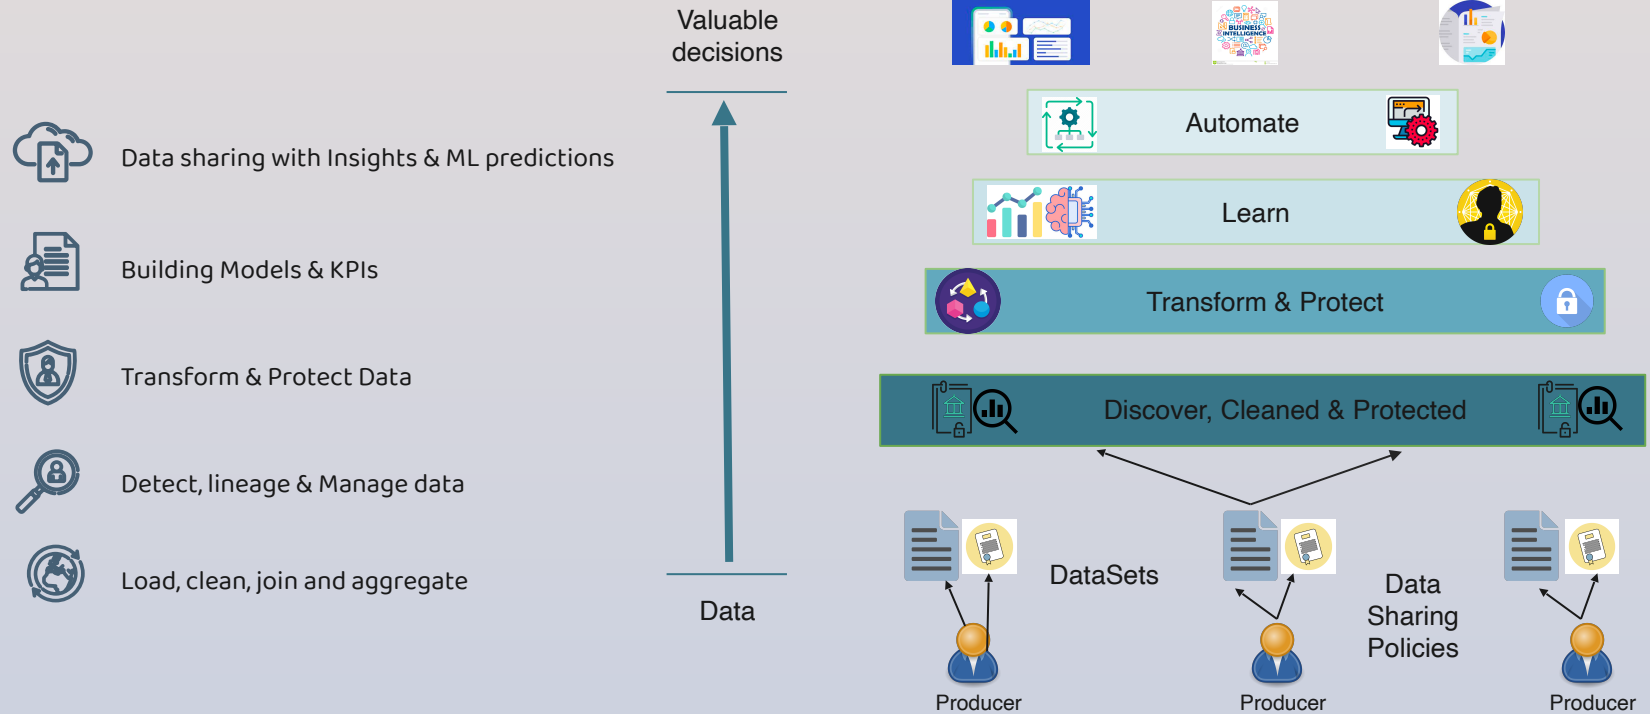 Valuable
decisions
BUSINESS
INTELLIGENCE
Automate
Data sharing with Insights & ML predictions
Learn
Building Models & KPIs
Transform & Protect
Transform & Protect Data
Discover, Cleaned & Protected
Detect, lineage & Manage data
Load, clean, join and aggregate
Data
DataSets
Data
Sharing
Policies
Producer
Producer
Producer